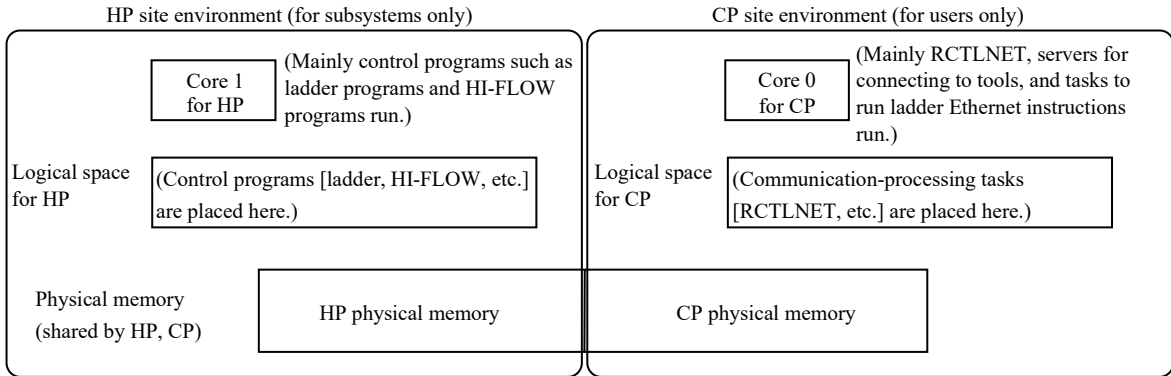 HP site environment (for subsystems only)
CP site environment (for users only)
Core 1
for HP
(Mainly control programs such as
ladder programs and HI-FLOW
programs run.)
Core 0
for CP
(Mainly RCTLNET, servers for
connecting to tools, and tasks to
run ladder Ethernet instructions
run.)
Logical space
for HP
(Control programs [ladder, HI-FLOW, etc.]
are placed here.)
Logical space
for CP
(Communication-processing tasks
[RCTLNET, etc.] are placed here.)
Physical memory
(shared by HP, CP)
HP physical memory
CP physical memory